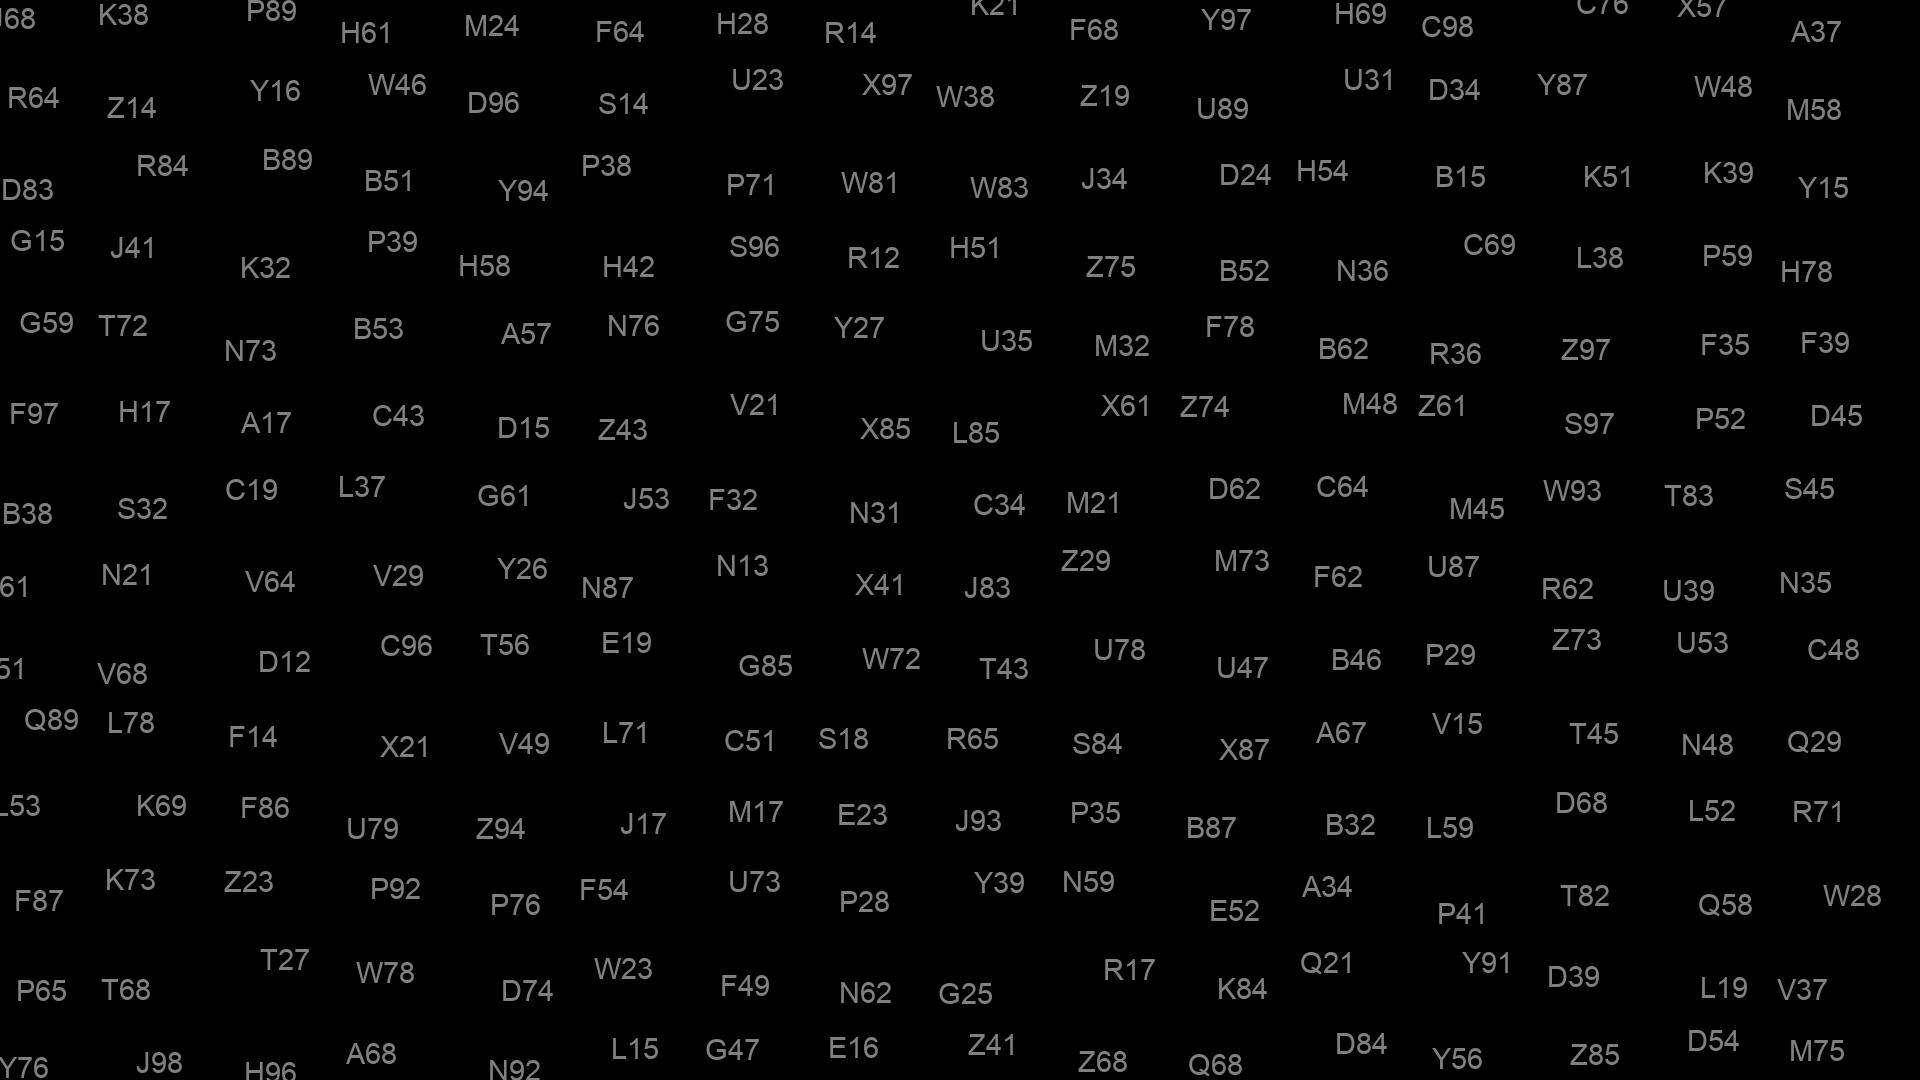 J68 K38 P89 H61 M24 F64 H28 R14 K21 F68 Y97 H69 C98 C76 X57 A37
R64 Z14 Y16 W46 D96 S14 U23 X97 W38 Z19 U89 U31 D34 Y87 W48 M58
D83 R84 B89 B51 Y94 P38 P71 W81 W83 J34 D24 H54 B15 K51 K39 Y15
G15 J41 K32 P39 H58 H42 S96 R12 H51 Z75 B52 N36 C69 L38 P59 H78
G59 T72 N73 B53 A57 N76 G75 Y27 U35 M32 F78 B62 R36 Z97 F35 F39
F97 H17 A17 C43 D15 Z43 V21 X85 L85 X61 Z74 M48 Z61 S97 P52 D45
B38 S32 C19 L37 G61 J53 F32 N31 C34 M21 D62 C64 M45 W93 T83 S45
61 N21 V64 V29 Y26 N87 N13 X41 J83 Z29 M73 F62 U87 R62 U39 N35
51 V68 D12 C96 T56 E19 G85 W72 T43 U78 U47 B46 P29 Z73 U53 C48
Q89 L78 F14 X21 V49 L71 C51 S18 R65 S84 X87 A67 V15 T45 N48 Q29
L53 K69 F86 U79 Z94 J17 M17 E23 J93 P35 B87 B32 L59 D68 L52 R71
F87 K73 Z23 P92 P76 F54 U73 P28 Y39 N59 E52 A34 P41 T82 Q58 W28
P65 T68 T27 W78 D74 W23 F49 N62 G25 R17 K84 Q21 Y91 D39 L19 V37
Y76 J98 H96 A68 N92 L15 G47 E16 Z41 Z68 Q68 D84 Y56 Z85 D54 M75